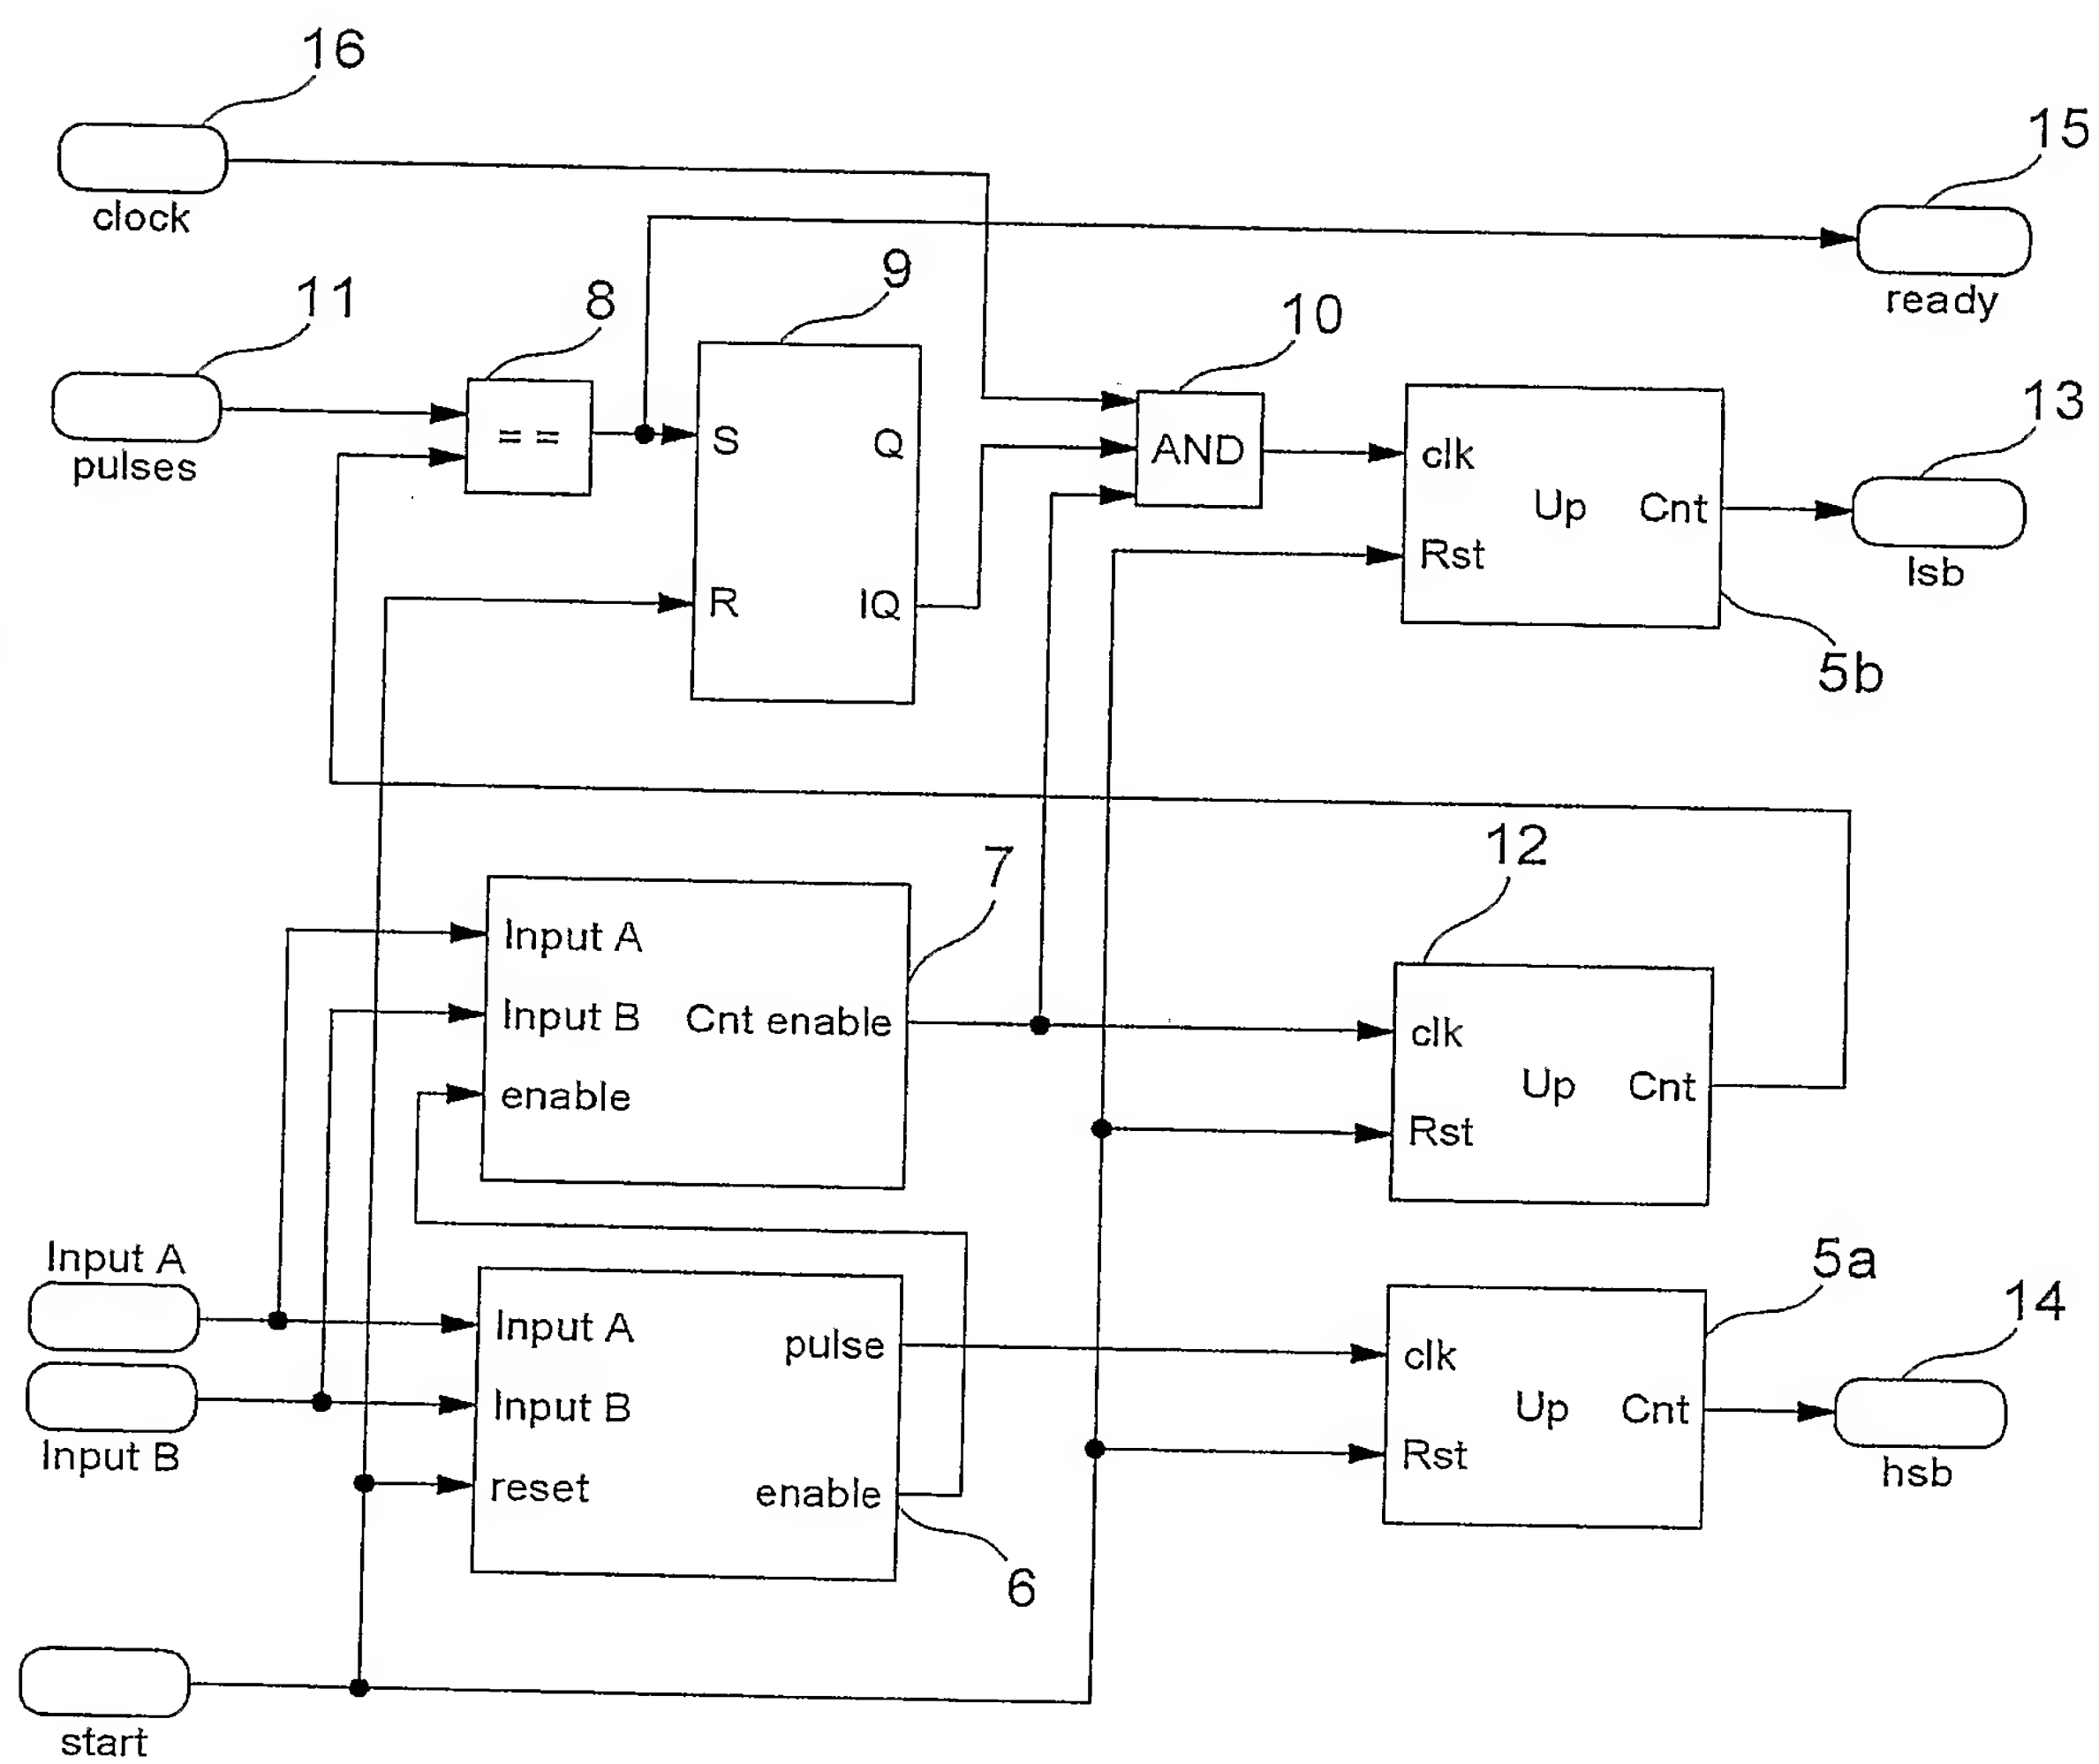 16
clock
15
ready
11
pulses
8
= =
9
S Q
R IQ
10
AND
clk
Up Cnt
Rst
5b
13
lsb
7
Input A
Input B Cnt enable
enable
12
clk
Up Cnt
Rst
Input A
Input B
Input A
pulse
Input B
reset
enable
6
5a
clk
Up Cnt
Rst
14
hsb
start